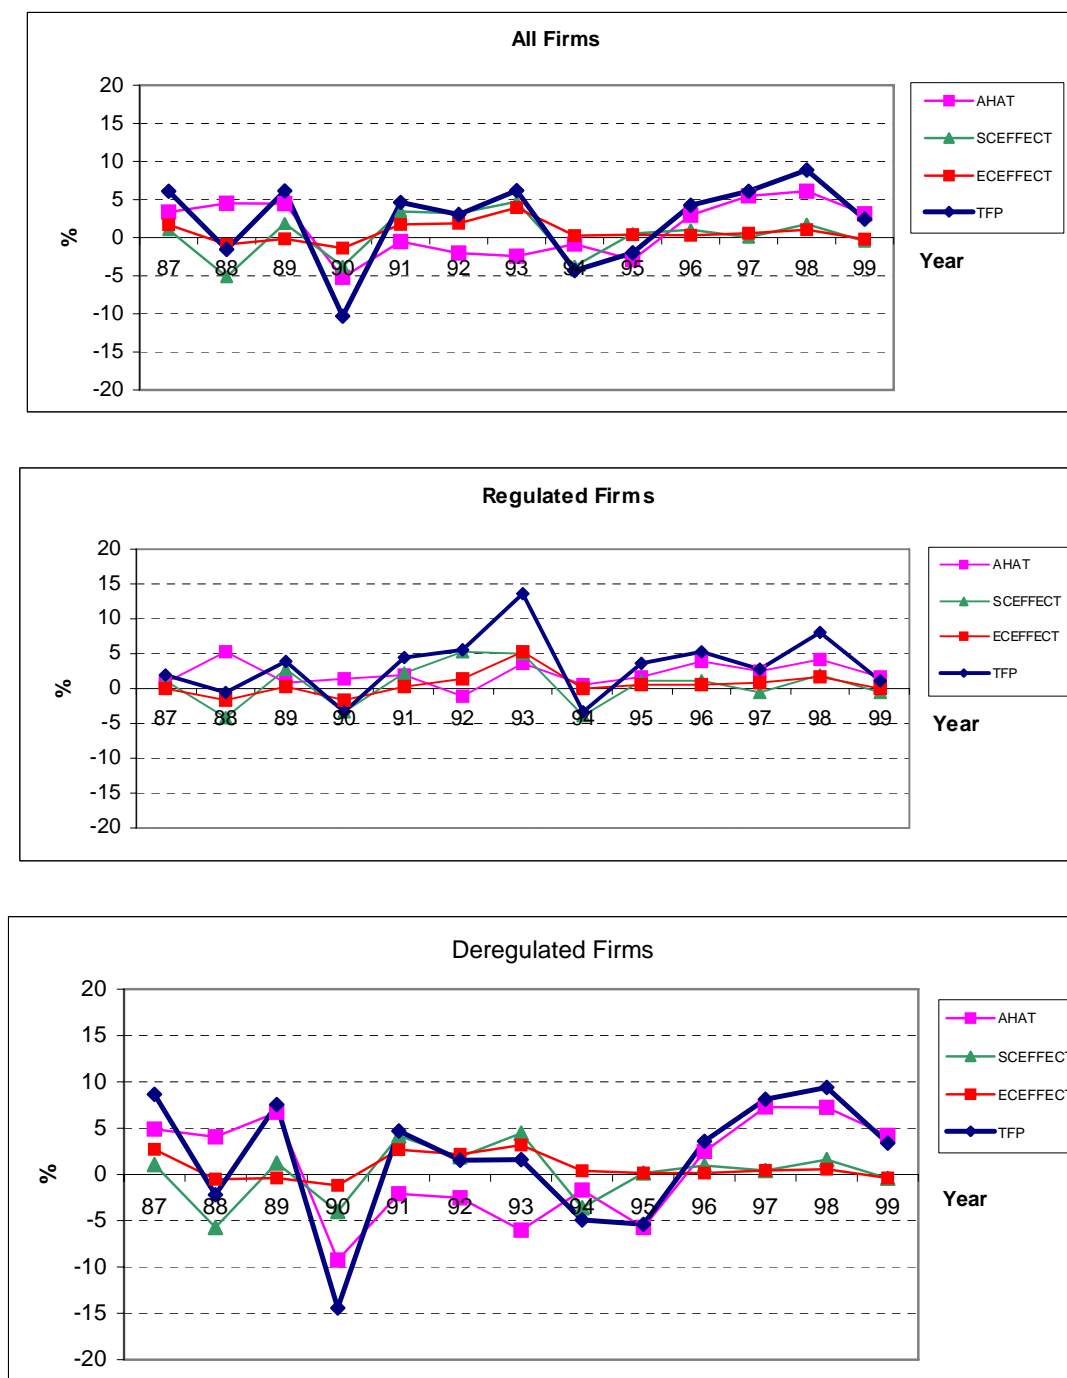 All Firms
20
15
10
5
0
-5
-10
-15
-20
%
87 88 89 90 91 92 93 94 95 96 97 98 99
Year
AHAT
SCEFFECT
ECEFFECT
TFP
Regulated Firms
20
15
10
5
0
-5
-10
-15
-20
%
87 88 89 90 91 92 93 94 95 96 97 98 99
Year
AHAT
SCEFFECT
ECEFFECT
TFP
Deregulated Firms
20
15
10
5
0
-5
-10
-15
-20
%
87 88 89 90 91 92 93 94 95 96 97 98 99
Year
AHAT
SCEFFECT
ECEFFECT
TFP